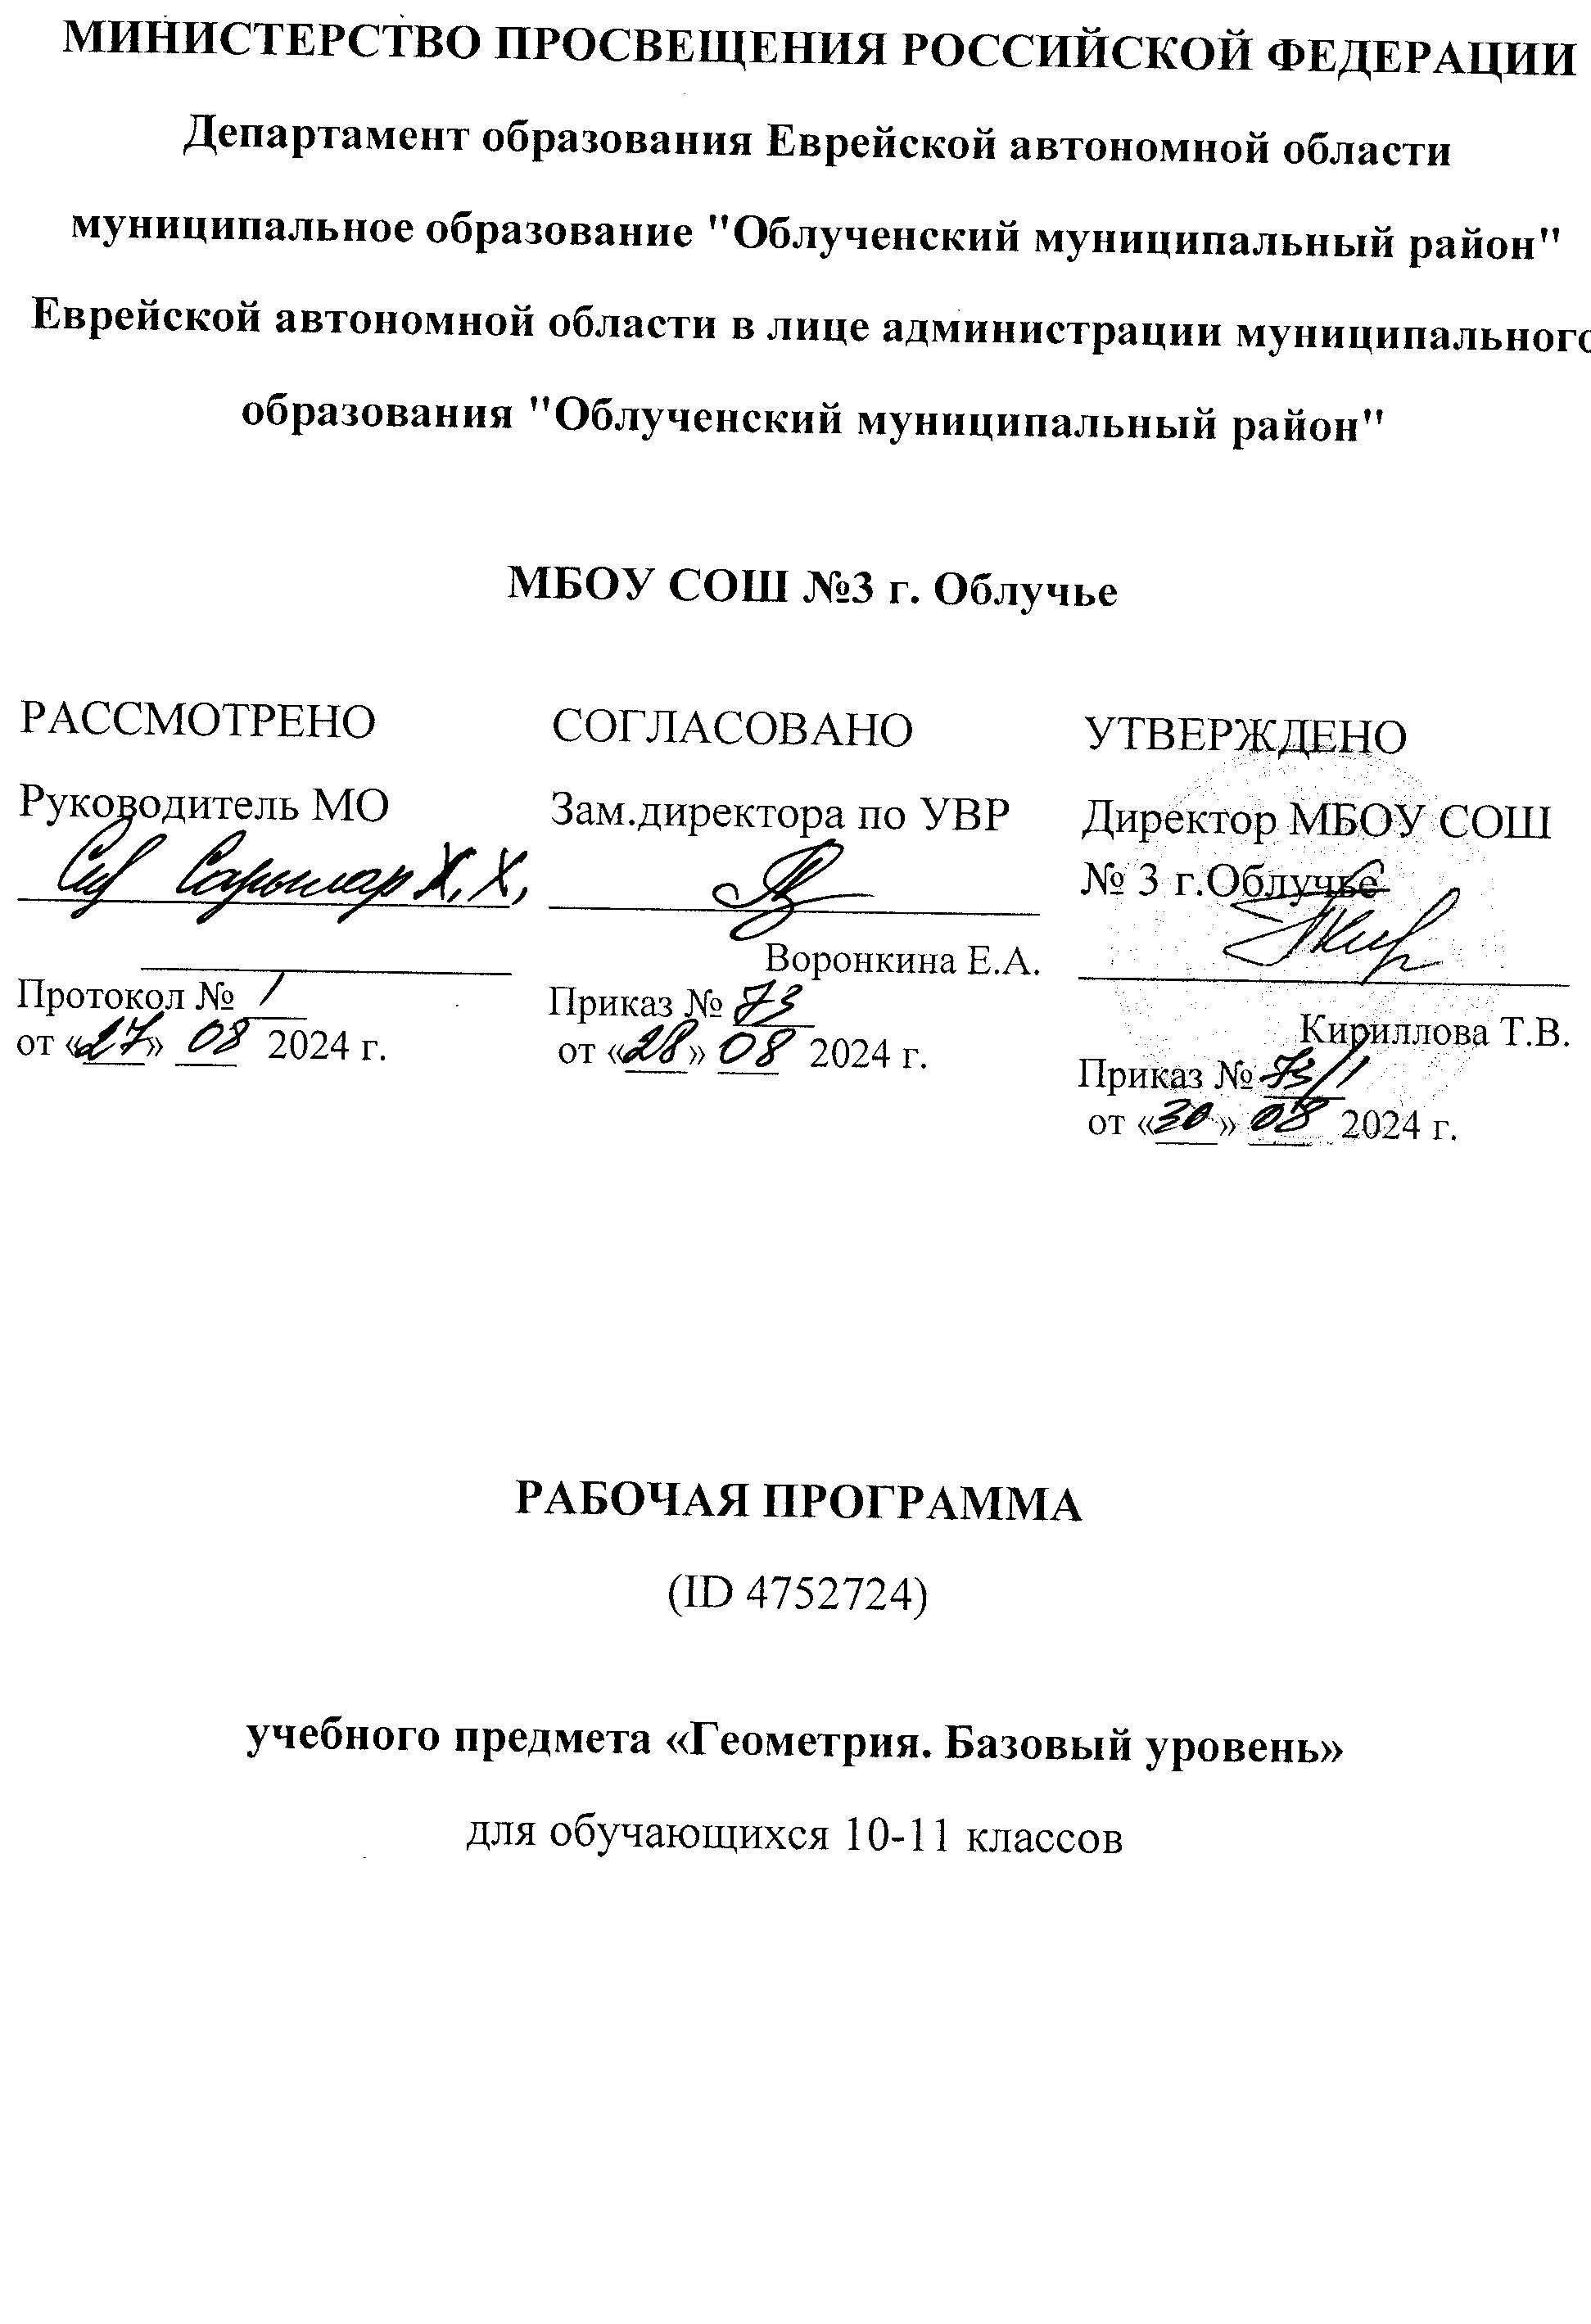 МИНИСТЕРСТВО ПРОСВЕЩЕНИЯ РОССИЙСКОЙ ФЕДЕРАЦИИ
Департамент образования Еврейской автономной области
муниципальное образование "Облученский муниципальный район"
Еврейской автономной области в лице администрации муниципального
образования "Облученский муниципальный район"
МБОУ СОШ №3 г. Облучье
РАССМОТРЕНО
Руководитель МО
Х.Х.
Протокол № 1
от «27» 08 2024 г.
СОГЛАСОВАНО
Зам.директора по УВР
Воронкина Е.А.
Приказ № 73
от «28» 08 2024 г.
УТВЕРЖДЕНО
Директор МБОУ СОШ
№ 3 г.Облучье
Кириллова Т.В.
Приказ № 73/1
от «30» 08 2024 г.
РАБОЧАЯ ПРОГРАММА
(ID 4752724)
учебного предмета «Геометрия. Базовый уровень»
для обучающихся 10-11 классов